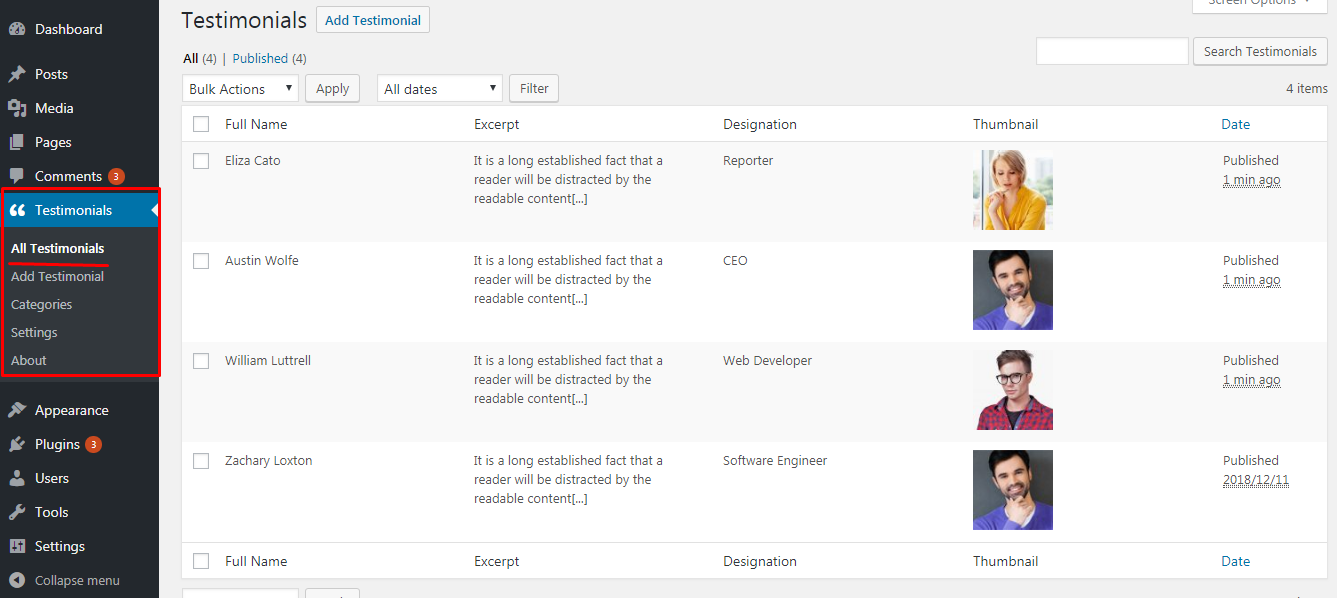 Dashboard
Posts
Media
Pages
Comments 3
Testimonials
All Testimonials
Add Testimonial
Categories
Settings
About
Appearance
Plugins 3
Users
Tools
Settings
Collapse menu
Screen Options
Testimonials Add Testimonial
All (4) | Published (4)
Search Testimonials
Bulk Actions Apply All dates Filter 4 items
Full Name Excerpt Designation Thumbnail Date
Eliza Cato It is a long established fact that a Reporter Published
reader will be distracted by the 1 min ago
readable content[...]
Austin Wolfe It is a long established fact that a CEO Published
reader will be distracted by the 1 min ago
readable content[...]
William Luttrell It is a long established fact that a Web Developer Published
reader will be distracted by the 1 min ago
readable content[...]
Zachary Loxton It is a long established fact that a Software Engineer Published
reader will be distracted by the 2018/12/11
readable content[...]
Full Name Excerpt Designation Thumbnail Date